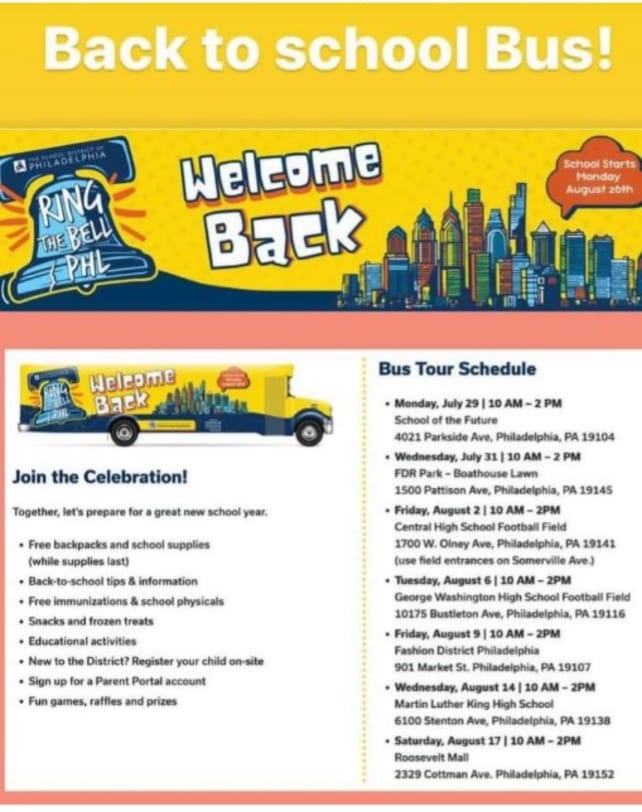 Back to school Bus!
THE SCHOOL DISTRICT OF
PHILADELPHIA
RING
THE BELL
PHL
Welcome
Back
School Starts
Monday
August 26th
RING
THE BELL
PHL
Welcome
Back
Join the Celebration!
Together, let's prepare for a great new school year.
• Free backpacks and school supplies
(while supplies last)
• Back-to-school tips & information
• Free immunizations & school physicals
• Snacks and frozen treats
• Educational activities
• New to the District? Register your child on-site
• Sign up for a Parent Portal account
• Fun games, raffles and prizes
Bus Tour Schedule
• Monday, July 29 | 10 AM – 2 PM
School of the Future
4021 Parkside Ave, Philadelphia, PA 19104
• Wednesday, July 31 | 10 AM – 2 PM
FDR Park – Boathouse Lawn
1500 Pattison Ave, Philadelphia, PA 19145
• Friday, August 2 | 10 AM – 2PM
Central High School Football Field
1700 W. Olney Ave, Philadelphia, PA 19141
(use field entrances on Somerville Ave.)
• Tuesday, August 6 | 10 AM – 2PM
George Washington High School Football Field
10175 Bustleton Ave, Philadelphia, PA 19116
• Friday, August 9 | 10 AM – 2PM
Fashion District Philadelphia
901 Market St. Philadelphia, PA 19107
• Wednesday, August 14 | 10 AM – 2PM
Martin Luther King High School
6100 Stenton Ave, Philadelphia, PA 19138
• Saturday, August 17 | 10 AM – 2PM
Roosevelt Mall
2329 Cottman Ave. Philadelphia, PA 19152